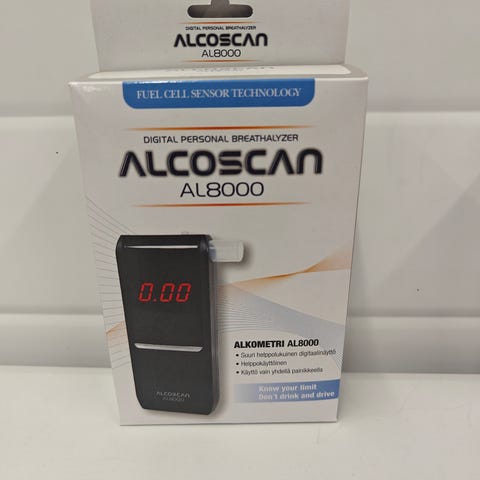 DIGITAL PERSONAL BREATHALYZER
ALCOSCAN
AL8000
FUEL CELL SENSOR TECHNOLOGY
DIGITAL PERSONAL BREATHALYZER
ALCOSCAN
AL8000
0.00
ALCOSCAN
AL8000
ALKOMETRI AL8000
• Suuri helppolukuinen digitaalinäyttö
• Helppokäyttöinen
• Käyttö vain yhdellä painikkeella
Know your limit
Don't drink and drive